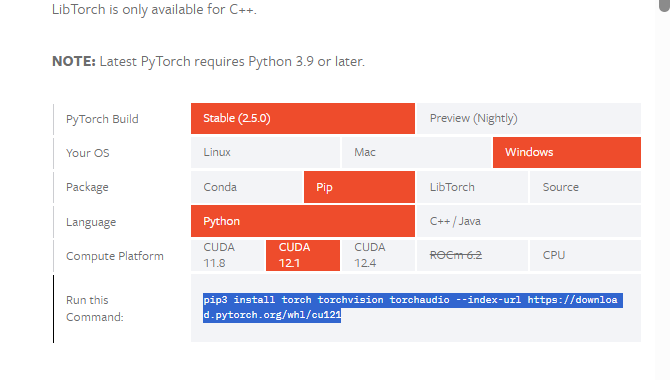 LibTorch is only available for C++.
NOTE: Latest PyTorch requires Python 3.9 or later.
PyTorch Build
Stable (2.5.0)
Preview (Nightly)
Your OS
Linux
Mac
Windows
Package
Conda
Pip
LibTorch
Source
Language
Python
C++ / Java
Compute Platform
CUDA
11.8
CUDA
12.1
CUDA
12.4
ROCm 6.2
CPU
Run this
Command:
pip3 install torch torchvision torchaudio --index-url https://downloa
d.pytorch.org/whl/cu121